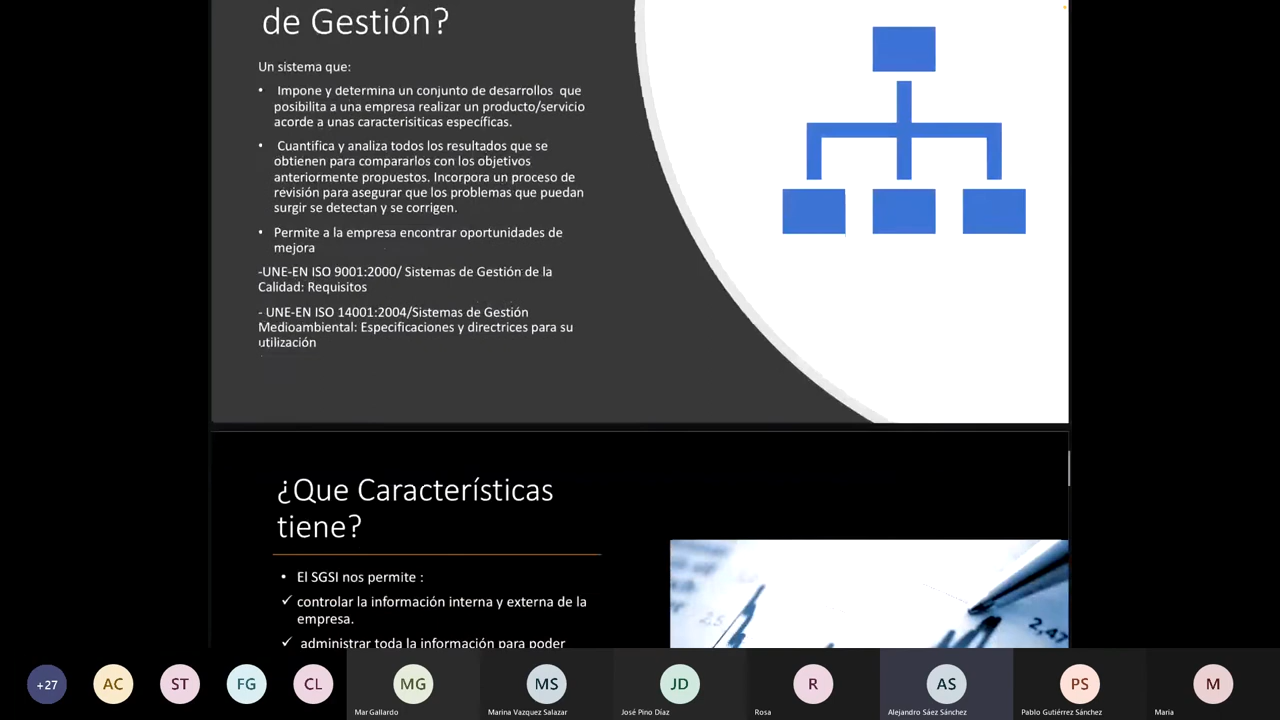 de Gestión?
Un sistema que:
• Impone y determina un conjunto de desarrollos que
posibilita a una empresa realizar un producto/servicio
acorde a unas caracterisiticas específicas.
• Cuantifica y analiza todos los resultados que se
obtienen para compararlos con los objetivos
anteriormente propuestos. Incorpora un proceso de
revisión para asegurar que los problemas que puedan
surgir se detectan y se corrigen.
• Permite a la empresa encontrar oportunidades de
mejora
-UNE-EN ISO 9001:2000/ Sistemas de Gestión de la
Calidad: Requisitos
- UNE-EN ISO 14001:2004/Sistemas de Gestión
Medioambiental: Especificaciones y directrices para su
utilización
¿Que Características
tiene?
• El SGSI nos permite :
✓ controlar la información interna y externa de la
empresa.
✓ administrar toda la información para poder
2,5
2,47
+27
AC
ST
FG
CL
MG
MS
JD
R
AS
PS
M
Mar Gallardo
Marina Vazquez Salazar
José Pino Díaz
Rosa
Alejandro Sáez Sánchez
Pablo Gutiérrez Sánchez
Maria